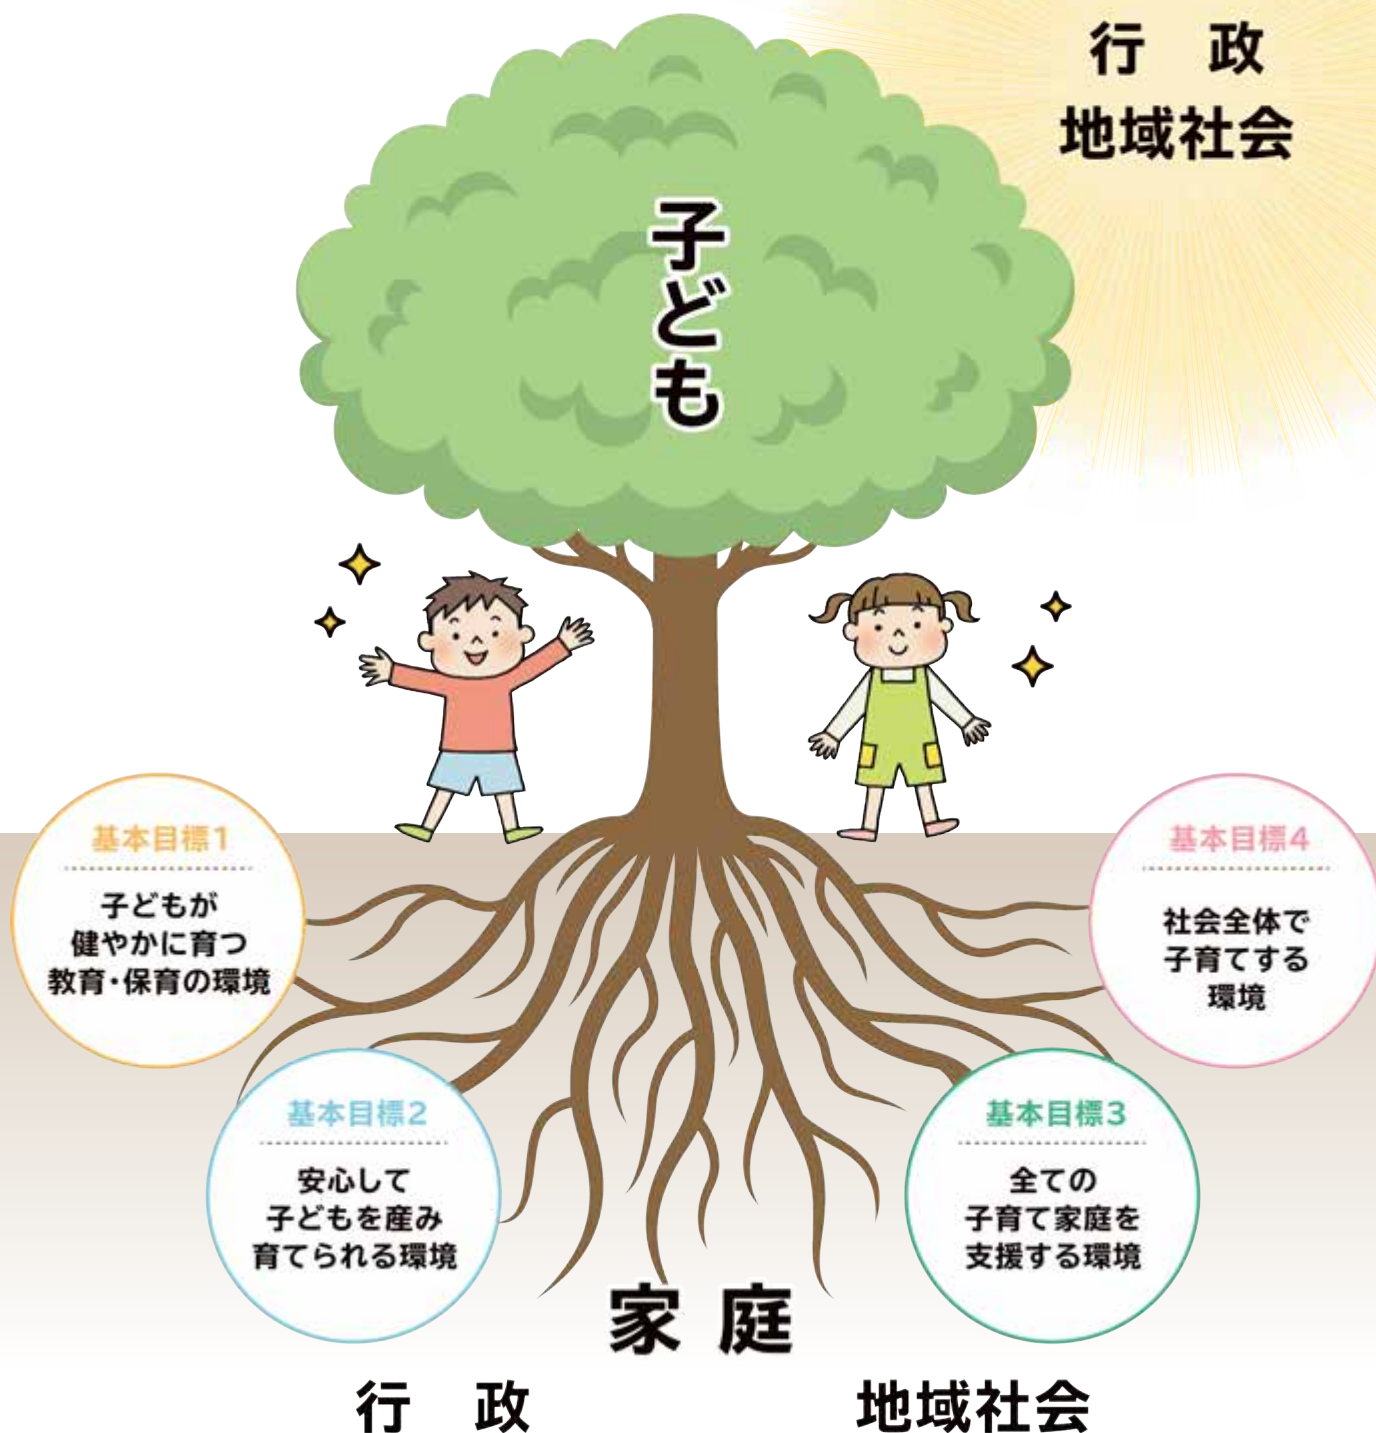 行 政
地域社会
子ども
基本目標1
子どもが
健やかに育つ
教育・保育の環境
基本目標4
社会全体で
子育てする
環境
基本目標2
安心して
子どもを産み
育てられる環境
基本目標3
全ての
子育て家庭を
支援する環境
家庭
行 政
地域社会